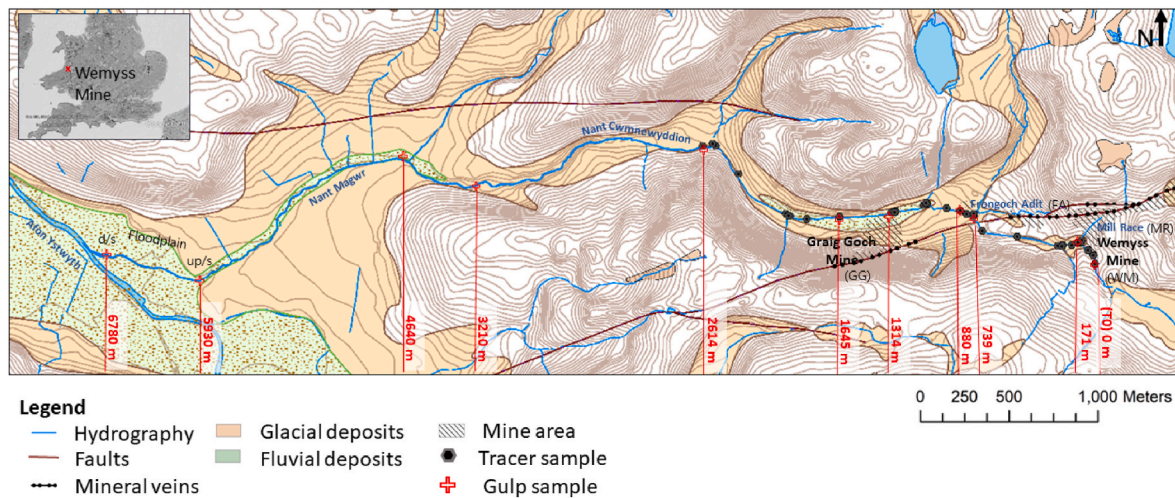 Wemyss
Mine
N
Nant Cwmnewyddion
Nant Magwr
Frongoch Adit (FA)
Mill Race (MR)
Wemyss
Mine
(WM)
Graig Goch
Mine
(GG)
Afon Ystwyth
d/s
Floodplain
up/s
6780 m
5930 m
4640 m
3210 m
2614 m
1645 m
1314 m
880 m
739 m
171 m
(T0) 0 m
0 250 500 1,000 Meters
Legend
Hydrography
Faults
Mineral veins
Glacial deposits
Fluvial deposits
Mine area
Tracer sample
Gulp sample